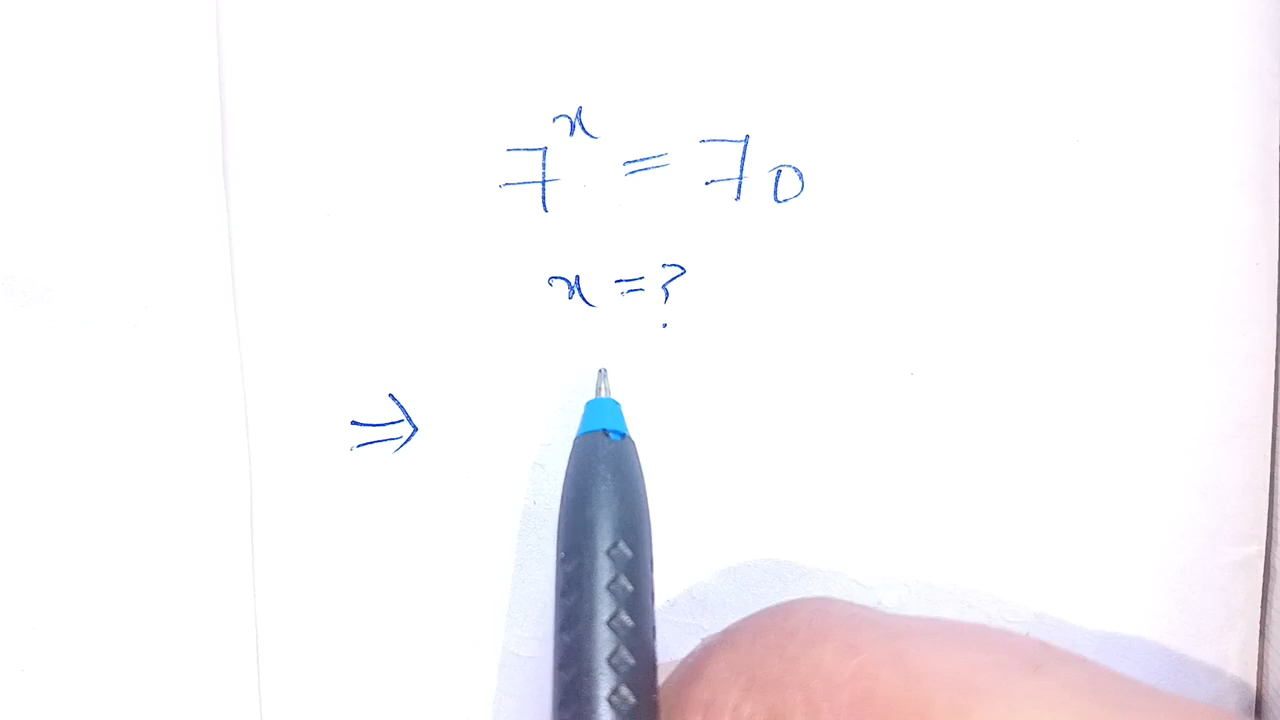 7^x = 70
x = ?
⇒